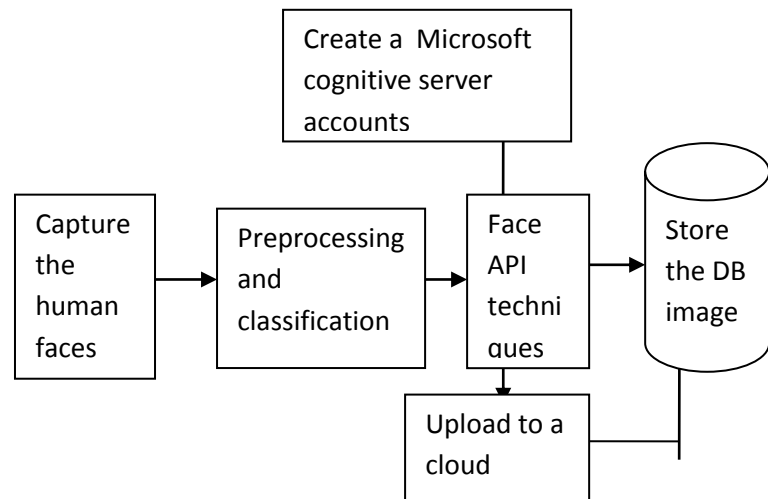 Create a  Microsoft
cognitive server
accounts
Capture
the
human
faces
Preprocessing
and
classification
Face
API
techni
ques
Store
the DB
image
Upload to a
cloud